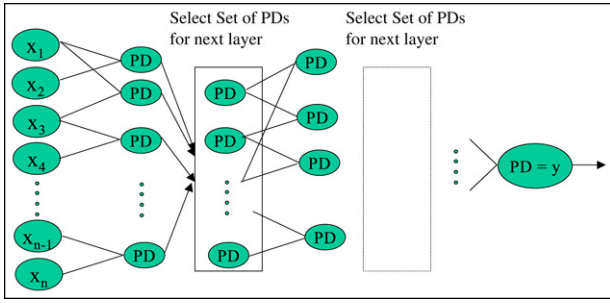 Select Set of PDs
for next layer
Select Set of PDs
for next layer
x1
x2
x3
x4
xn-1
xn
PD
PD
PD
PD
PD
PD
PD
PD
PD
PD
PD
PD = y